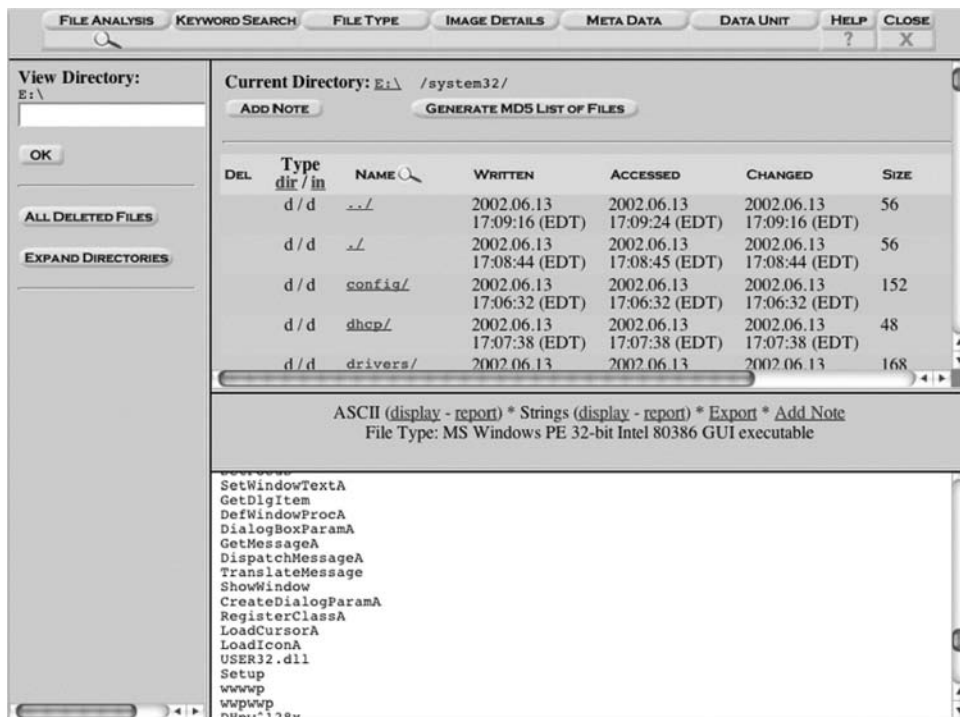 FILE ANALYSIS KEYWORD SEARCH FILE TYPE IMAGE DETAILS META DATA DATA UNIT HELP CLOSE
? X
View Directory:
E:\
OK
ALL DELETED FILES
EXPAND DIRECTORIES
Current Directory: E:\ /system32/
ADD NOTE GENERATE MD5 LIST OF FILES
DEL Type NAME WRITTEN ACCESSED CHANGED SIZE
dir / in
d / d ../ 2002.06.13 2002.06.13 2002.06.13 56
17:09:16 (EDT) 17:09:24 (EDT) 17:09:16 (EDT)
d / d ./ 2002.06.13 2002.06.13 2002.06.13 56
17:08:44 (EDT) 17:08:45 (EDT) 17:08:44 (EDT)
d / d config/ 2002.06.13 2002.06.13 2002.06.13 152
17:06:32 (EDT) 17:06:32 (EDT) 17:06:32 (EDT)
d / d dhcp/ 2002.06.13 2002.06.13 2002.06.13 48
17:07:38 (EDT) 17:07:38 (EDT) 17:07:38 (EDT)
d / d drivers/ 2002.06.13 2002.06.13 2002.06.13 168
ASCII (display - report) * Strings (display - report) * Export * Add Note
File Type: MS Windows PE 32-bit Intel 80386 GUI executable
SetWindowTextA
GetDlgItem
DefWindowProcA
DialogBoxParamA
GetMessageA
DispatchMessageA
TranslateMessage
ShowWindow
CreateDialogParamA
RegisterClassA
LoadCursorA
LoadIconA
USER32.dll
Setup
wwwwp
wwpwwp